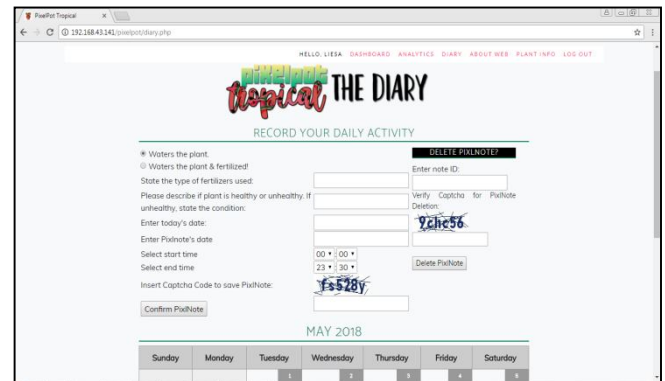 PixelPot Tropical
192.168.43.141/pixelpot/diary.php
HELLO, LIESA DASHBOARD ANALYTICS DIARY ABOUT WEB PLANT INFO LOG OUT
pixelpot
tropical THE DIARY
RECORD YOUR DAILY ACTIVITY
Waters the plant.
Waters the plant & fertilized!
State the type of fertilizers used:
Please describe if plant is healthy or unhealthy. If
unhealthy, state the condition:
Enter today's date:
Enter Pixlnote's date
Select start time 00 00
Select end time 23 30
Insert Captcha Code to save PixlNote: fs528y
Confirm PixlNote
DELETE PIXLNOTE?
Enter note ID:
Verify Captcha for PixlNote
Deletion:
9chc56
Delete PixlNote
MAY 2018
Sunday Monday Tuesday Wednesday Thursday Friday Saturday
1 2 3 4 5